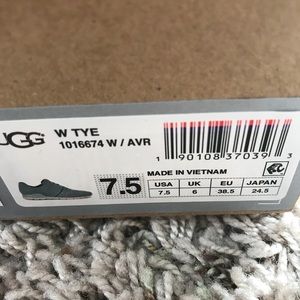 UGG
W TYE
1016674 W / AVR
1 90108 37039 3
7.5
MADE IN VIETNAM
USA UK EU JAPAN
7.5 6 38.5 24.5